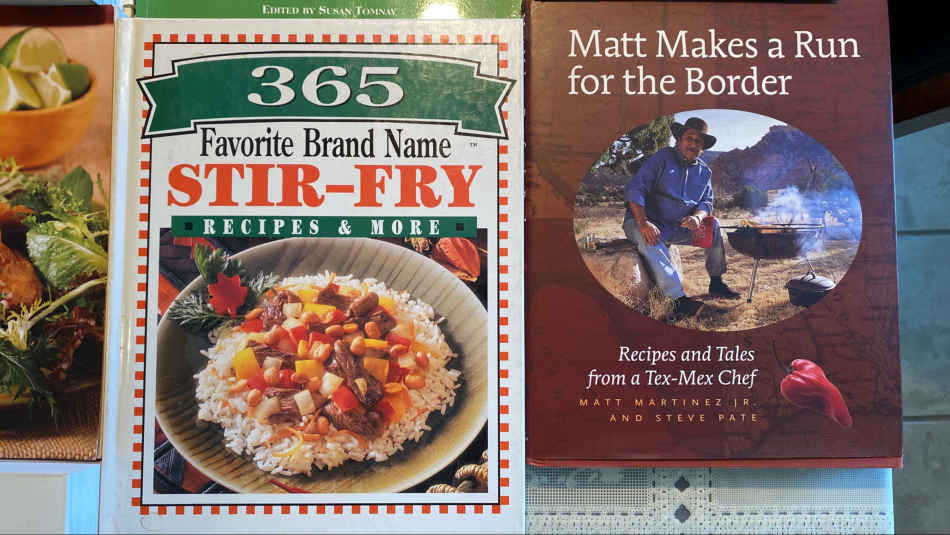 EDITED BY SUSAN TOMNAY
365
Favorite Brand Name ™
STIR–FRY
RECIPES & MORE
Matt Makes a Run
for the Border
Recipes and Tales
from a Tex-Mex Chef
MATT MARTINEZ JR.
AND STEVE PATE